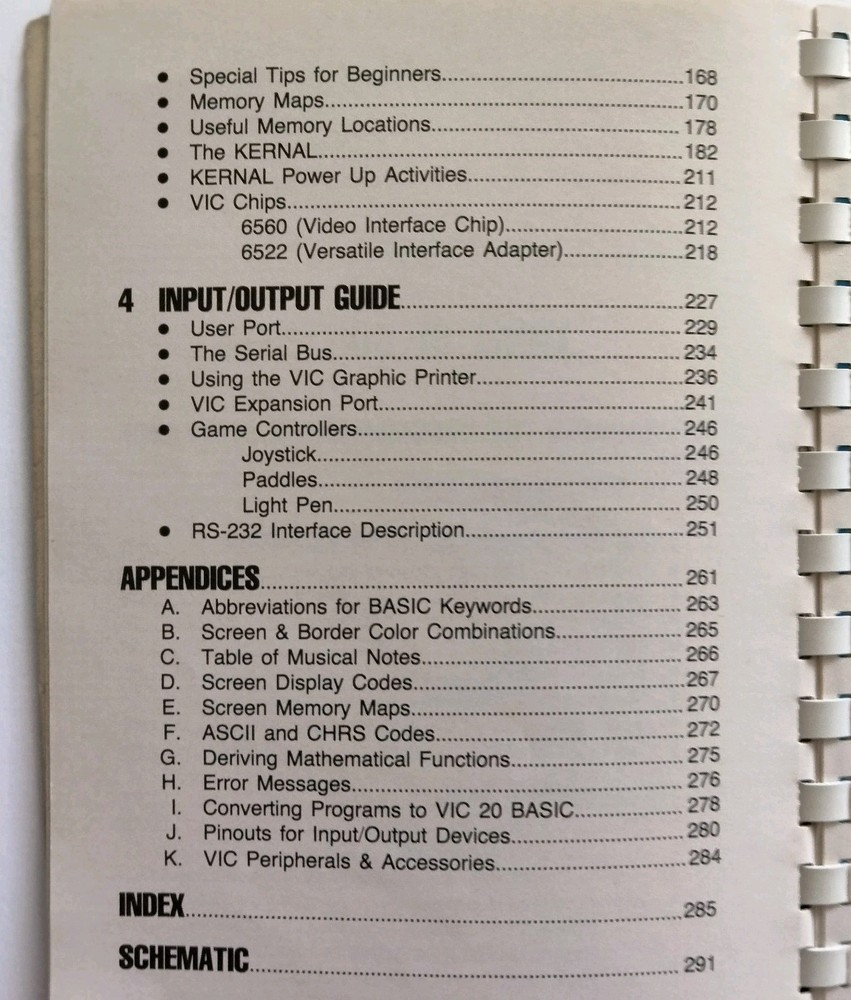 • Special Tips for Beginners........................................168
• Memory Maps............................................................170
• Useful Memory Locations.......................................... 178
• The KERNAL.............................................................182
• KERNAL Power Up Activities....................................211
• VIC Chips..................................................................212
6560 (Video Interface Chip)..............................212
6522 (Versatile Interface Adapter)....................218
4 INPUT/OUTPUT GUIDE...............................................227
• User Port...................................................................229
• The Serial Bus..........................................................234
• Using the VIC Graphic Printer...................................236
• VIC Expansion Port...................................................241
• Game Controllers...................................................... 246
Joystick............................................................. 246
Paddles.............................................................248
Light Pen.......................................................... 250
• RS-232 Interface Description....................................251
APPENDICES....................................................................... 261
A. Abbreviations for BASIC Keywords......................... 263
B. Screen & Border Color Combinations.....................265
C. Table of Musical Notes............................................ 266
D. Screen Display Codes.............................................267
E. Screen Memory Maps............................................. 270
F. ASCII and CHRS Codes......................................... 272
G. Deriving Mathematical Functions............................ 275
H. Error Messages....................................................... 276
I. Converting Programs to VIC 20 BASIC.................. 278
J. Pinouts for Input/Output Devices............................ 280
K. VIC Peripherals & Accessories................................284
INDEX................................................................................... 285
SCHEMATIC......................................................................... 291